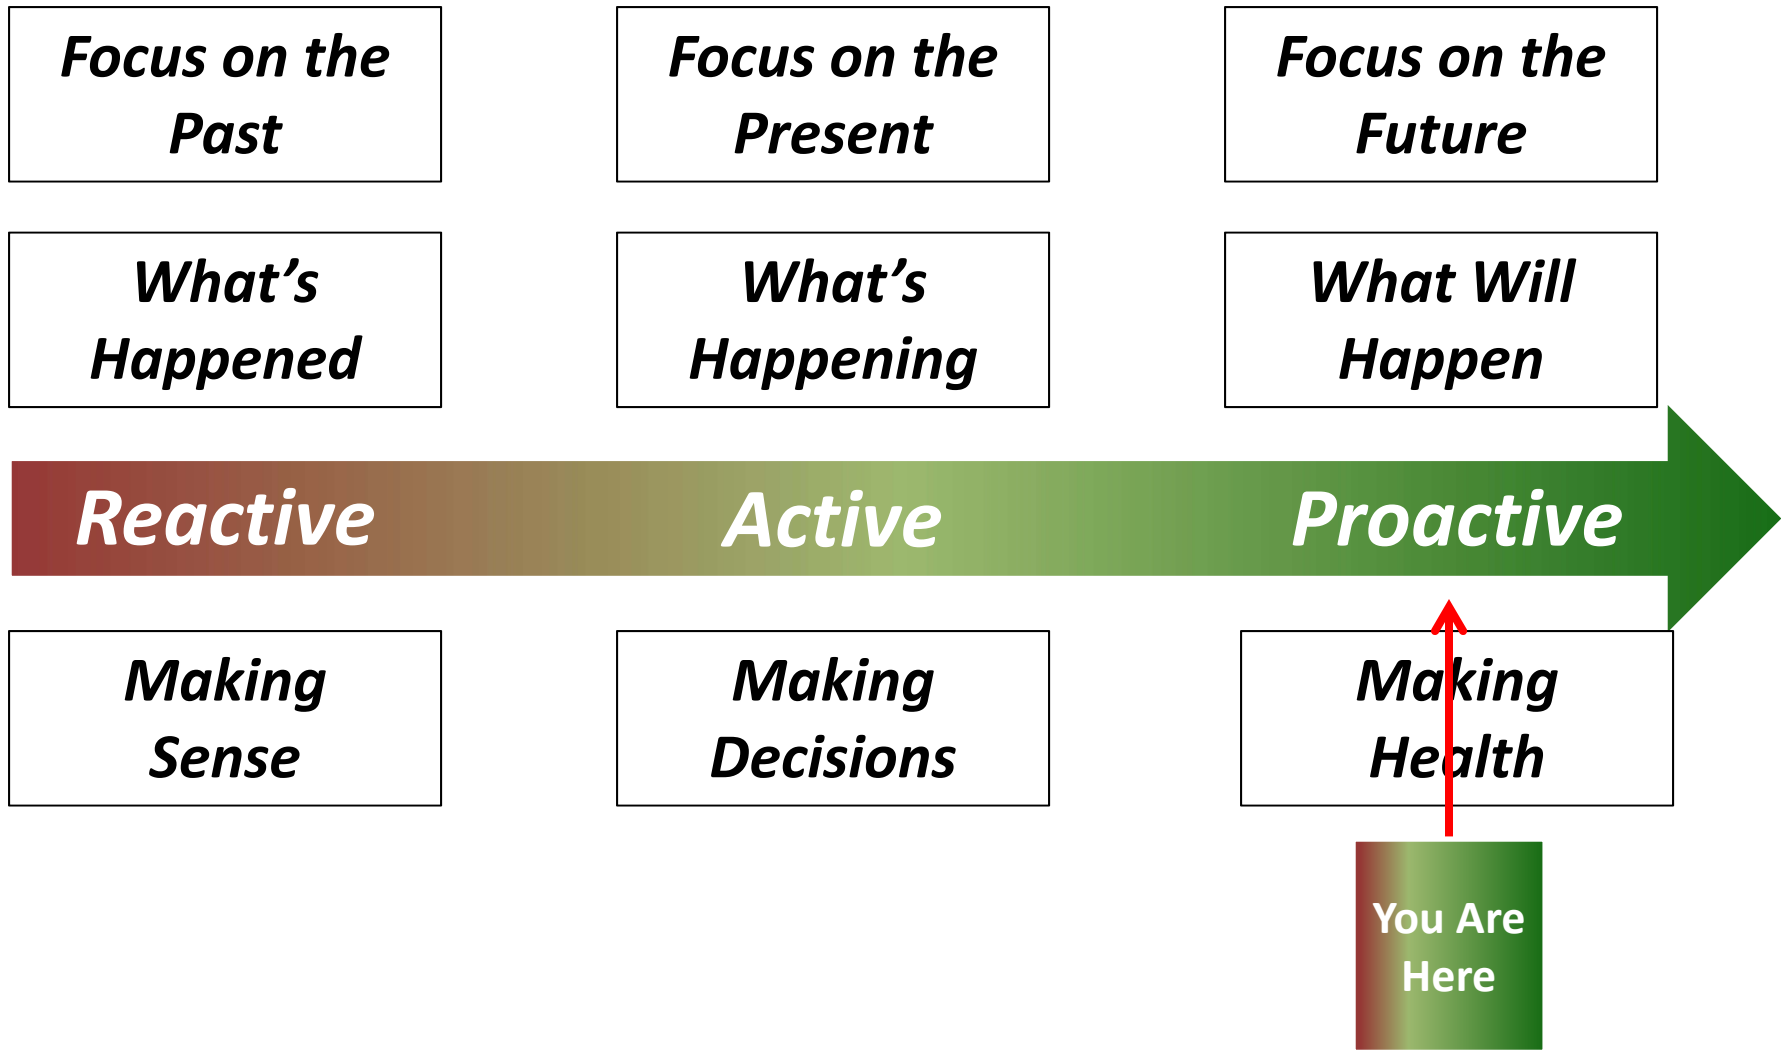 Focus on the
Past
Focus on the
Present
Focus on the
Future
What’s
Happened
What’s
Happening
What Will
Happen
Reactive
Active
Proactive
Making
Sense
Making
Decisions
Making
Health
You Are
Here